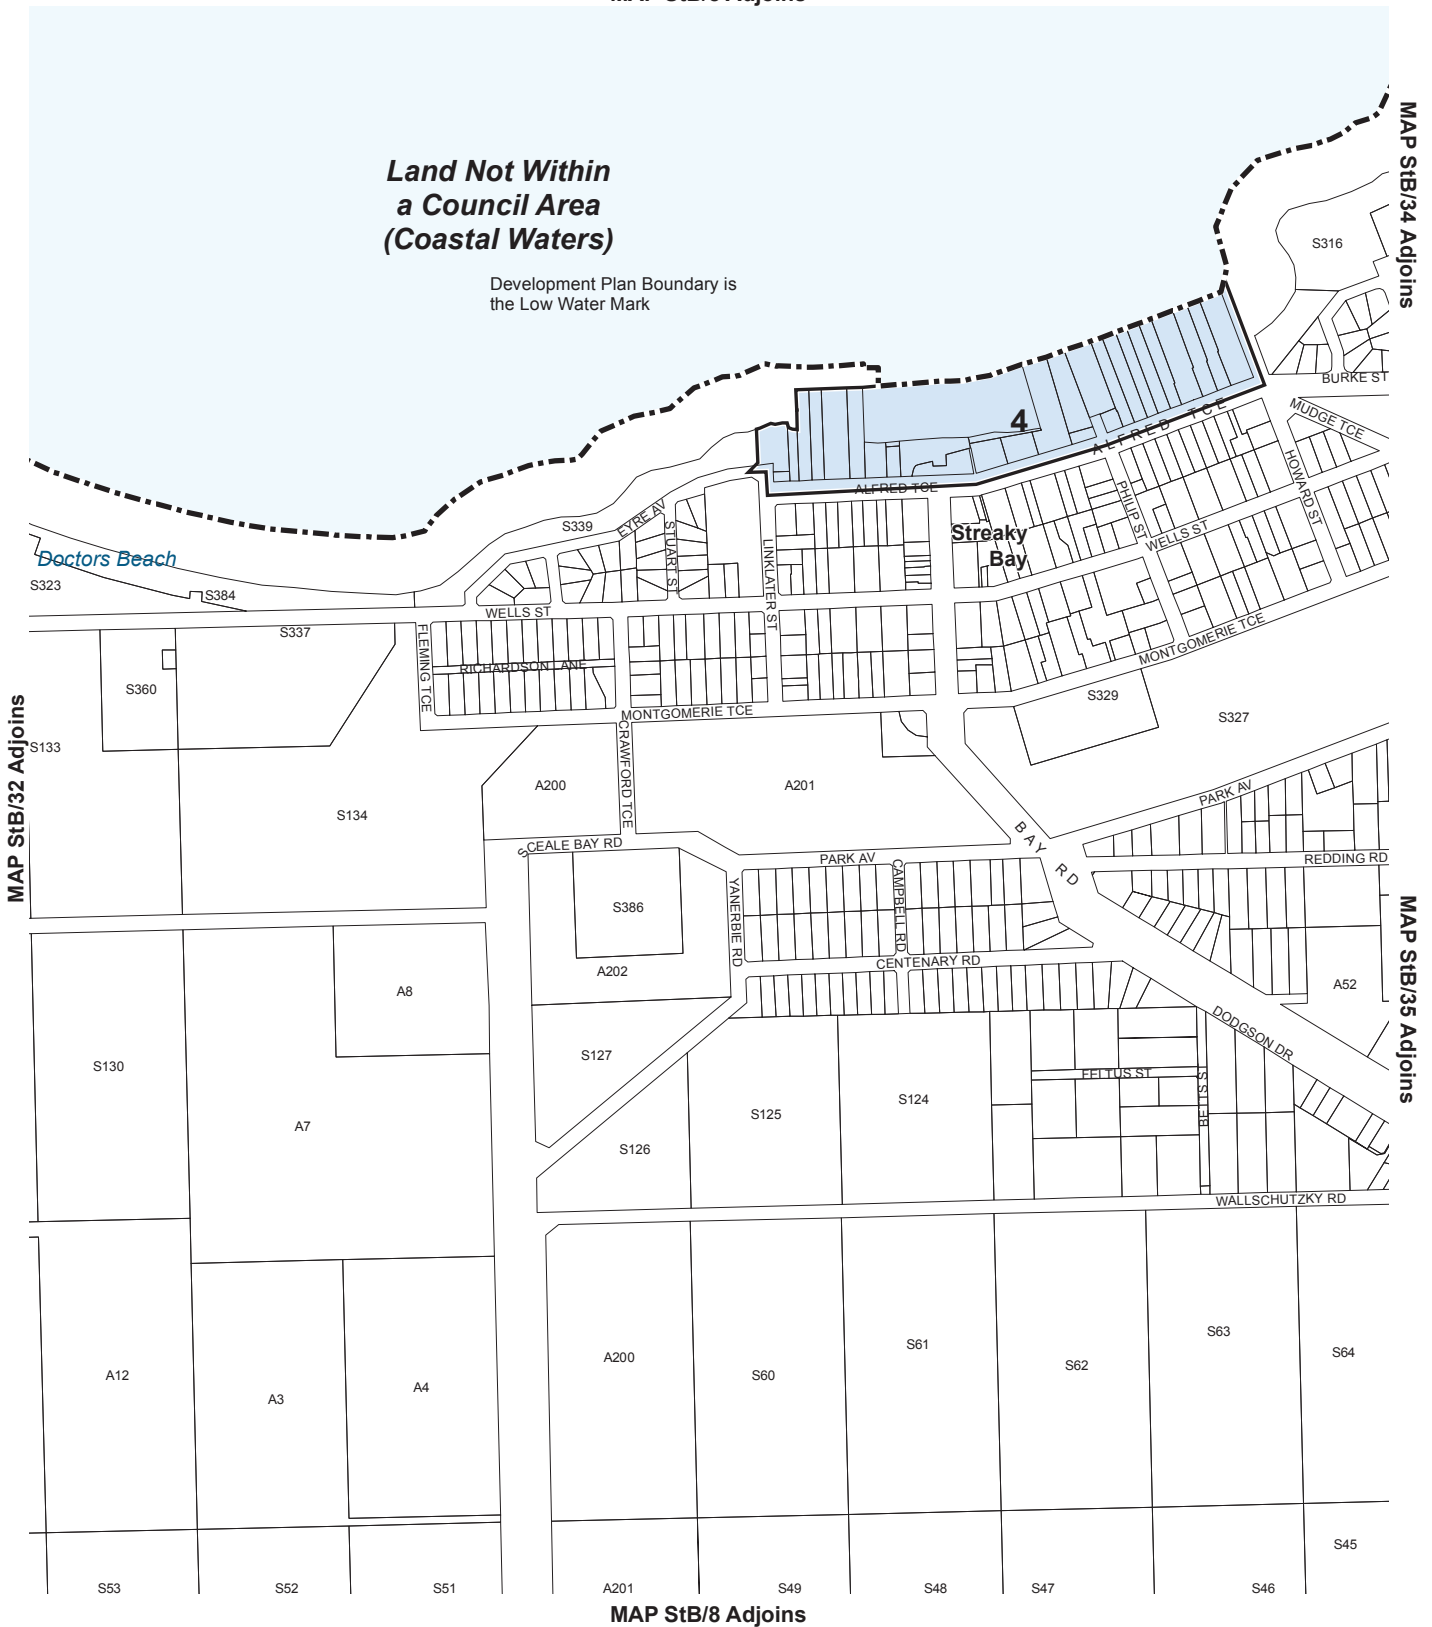 Land Not Within
a Council Area
(Coastal Waters)
Development Plan Boundary is
the Low Water Mark
MAP StB/34 Adjoins
S316
BURKE ST
MUDGE TCE
4
ALFRED TCE
ALFRED TCE
HOWARD ST
PHILIP ST
WELLS ST
Streaky
Bay
S339
EYRE AV
STUART ST
LINKLATER ST
Doctors Beach
S323
S384
WELLS ST
S337
FLEMING TCE
RICHARDSON LANE
MONTGOMERIE TCE
S360
MONTGOMERIE TCE
S329
S327
S133
MAP StB/32 Adjoins
CRAWFORD TCE
A200
A201
S134
PARK AV
BAY RD
SCEALE BAY RD
PARK AV
REDDING RD
YANERBIE RD
CAMPBELL RD
S386
CENTENARY RD
A202
A8
A52
MAP StB/35 Adjoins
DODGSON DR
S127
S130
FELTUS ST
BETTS ST
S125
S124
A7
S126
WALLSCHUTZKY RD
A12
A3
A4
A200
S60
S61
S62
S63
S64
S45
S53
S52
S51
A201
S49
S48
S47
S46
MAP StB/8 Adjoins